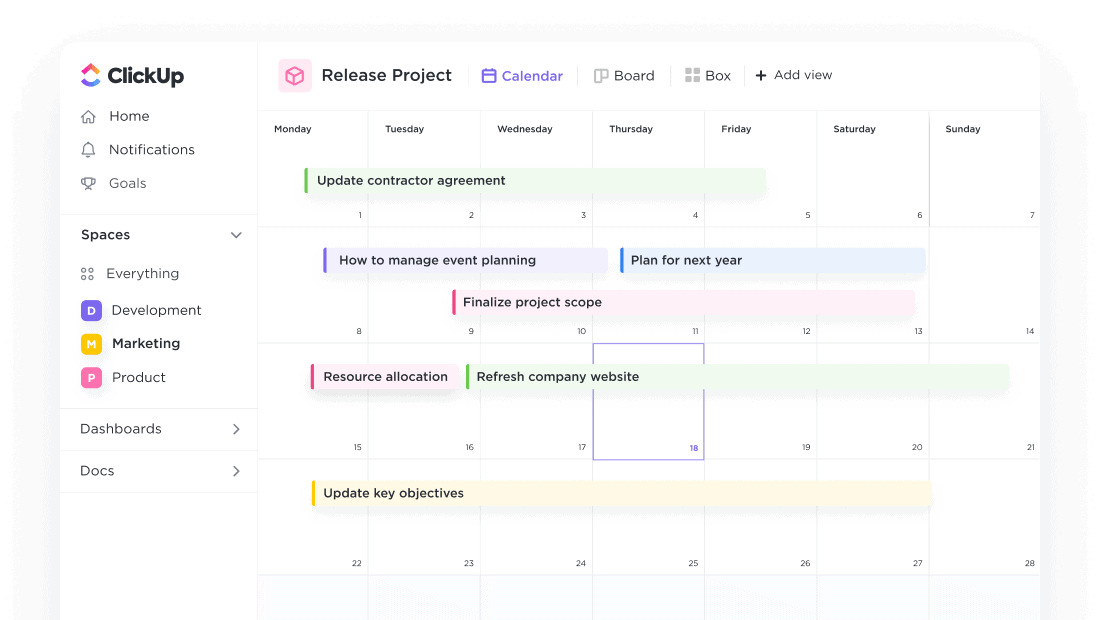 ClickUp
Home
Notifications
Goals
Spaces
Everything
D Development
M Marketing
P Product
Dashboards
Docs
Release Project
Calendar
Board
Box
+ Add view
Monday Tuesday Wednesday Thursday Friday Saturday Sunday
Update contractor agreement
1 2 3 4 5 6 7
How to manage event planning
Plan for next year
Finalize project scope
8 9 10 11 12 13 14
Resource allocation
Refresh company website
15 16 17 18 19 20 21
Update key objectives
22 23 24 25 26 27 28